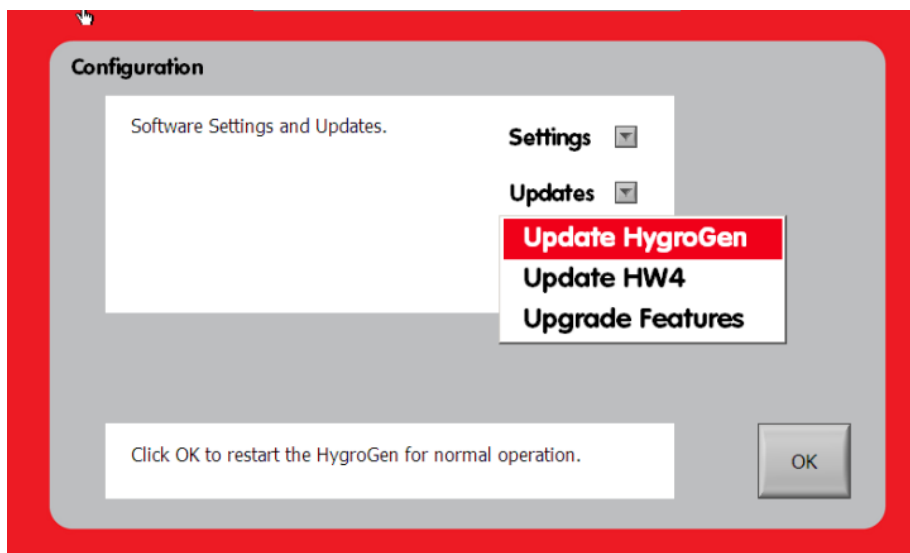 Configuration
Software Settings and Updates.
Settings
Updates
Update HygroGen
Update HW4
Upgrade Features
Click OK to restart the HygroGen for normal operation.
OK